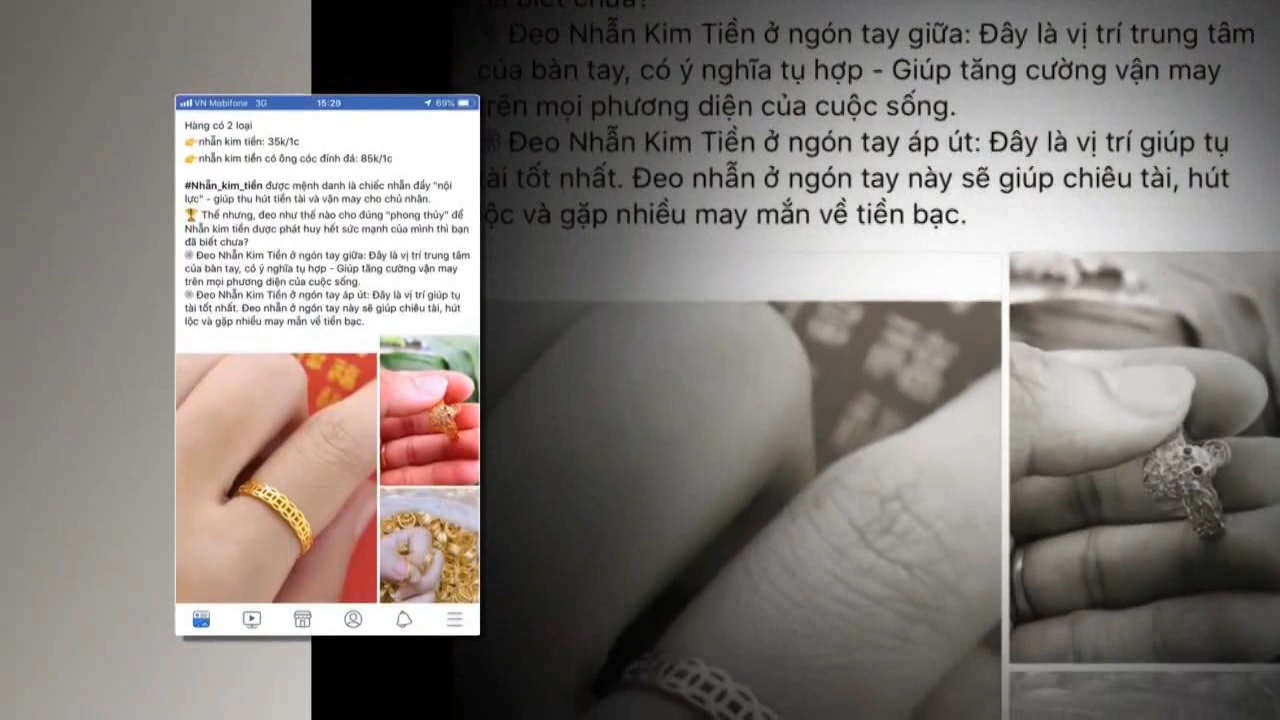 VN Mobifone 3G 15:29 69%
Hàng có 2 loại
👉nhẫn kim tiền: 35k/1c
👉nhẫn kim tiền có ông cóc đính đá: 85k/1c
#Nhẫn_kim_tiền được mệnh danh là chiếc nhẫn đầy "nội
lực" - giúp thu hút tiền tài và vận may cho chủ nhân.
🏆 Thế nhưng, đeo như thế nào cho đúng "phong thủy" để
Nhẫn kim tiền được phát huy hết sức mạnh của mình thì bạn
đã biết chưa?
Đeo Nhẫn Kim Tiền ở ngón tay giữa: Đây là vị trí trung tâm
của bàn tay, có ý nghĩa tụ hợp - Giúp tăng cường vận may
trên mọi phương diện của cuộc sống.
Đeo Nhẫn Kim Tiền ở ngón tay áp út: Đây là vị trí giúp tụ
tài tốt nhất. Đeo nhẫn ở ngón tay này sẽ giúp chiêu tài, hút
lộc và gặp nhiều may mắn về tiền bạc.
đã biết chưa?
Đeo Nhẫn Kim Tiền ở ngón tay giữa: Đây là vị trí trung tâm
của bàn tay, có ý nghĩa tụ hợp - Giúp tăng cường vận may
trên mọi phương diện của cuộc sống.
Đeo Nhẫn Kim Tiền ở ngón tay áp út: Đây là vị trí giúp tụ
tài tốt nhất. Đeo nhẫn ở ngón tay này sẽ giúp chiêu tài, hút
lộc và gặp nhiều may mắn về tiền bạc.